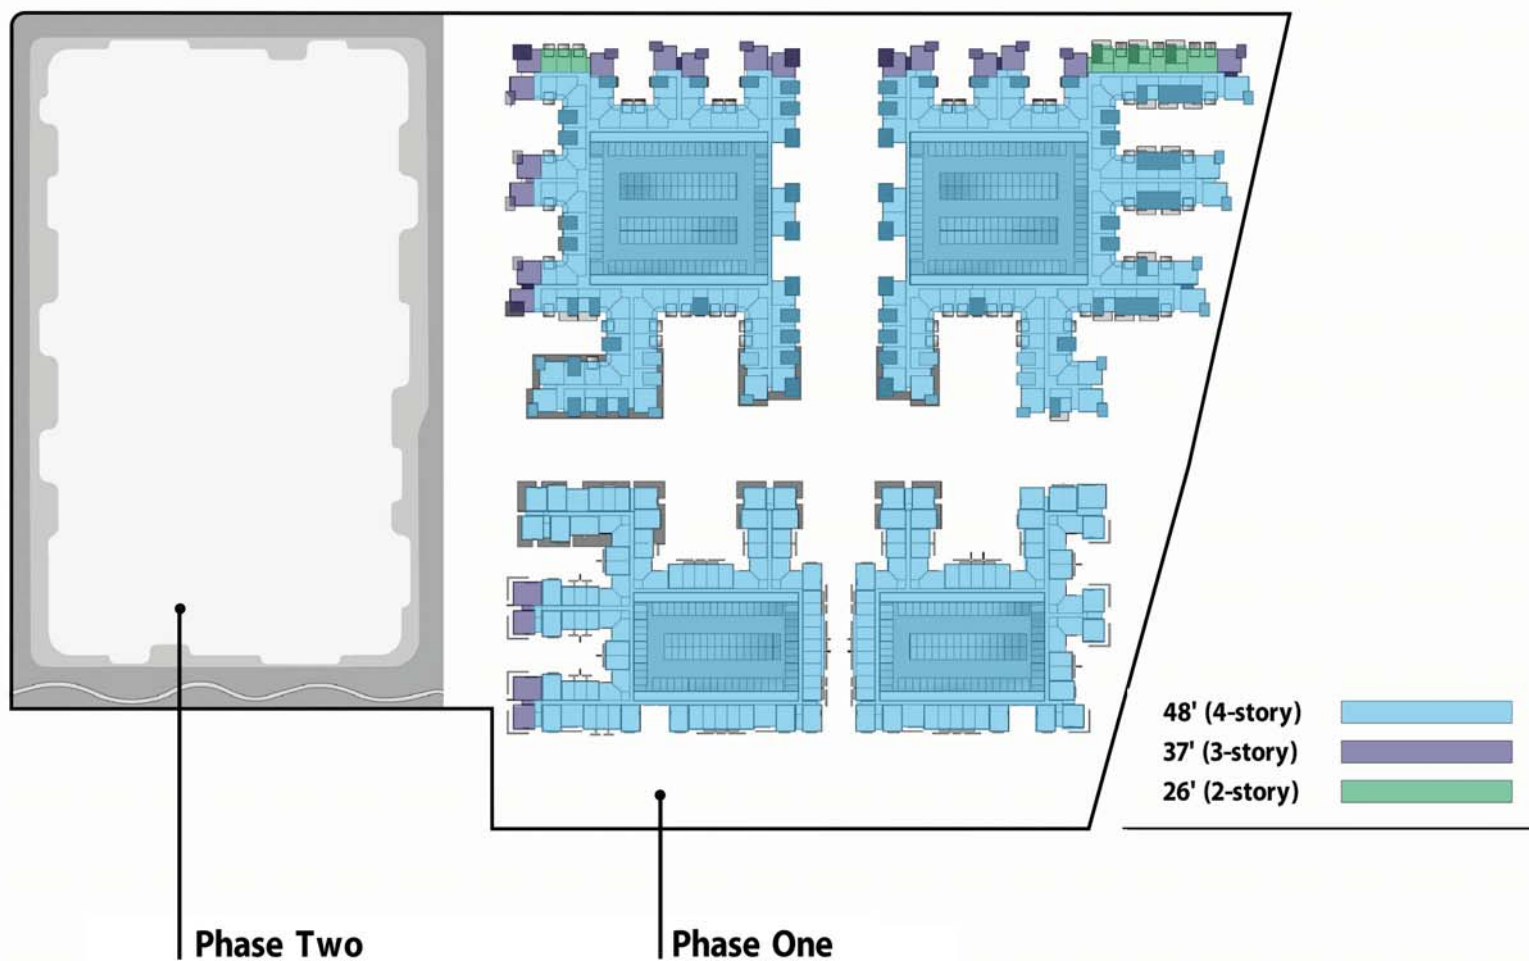 48' (4-story)
37' (3-story)
26' (2-story)
Phase Two
Phase One